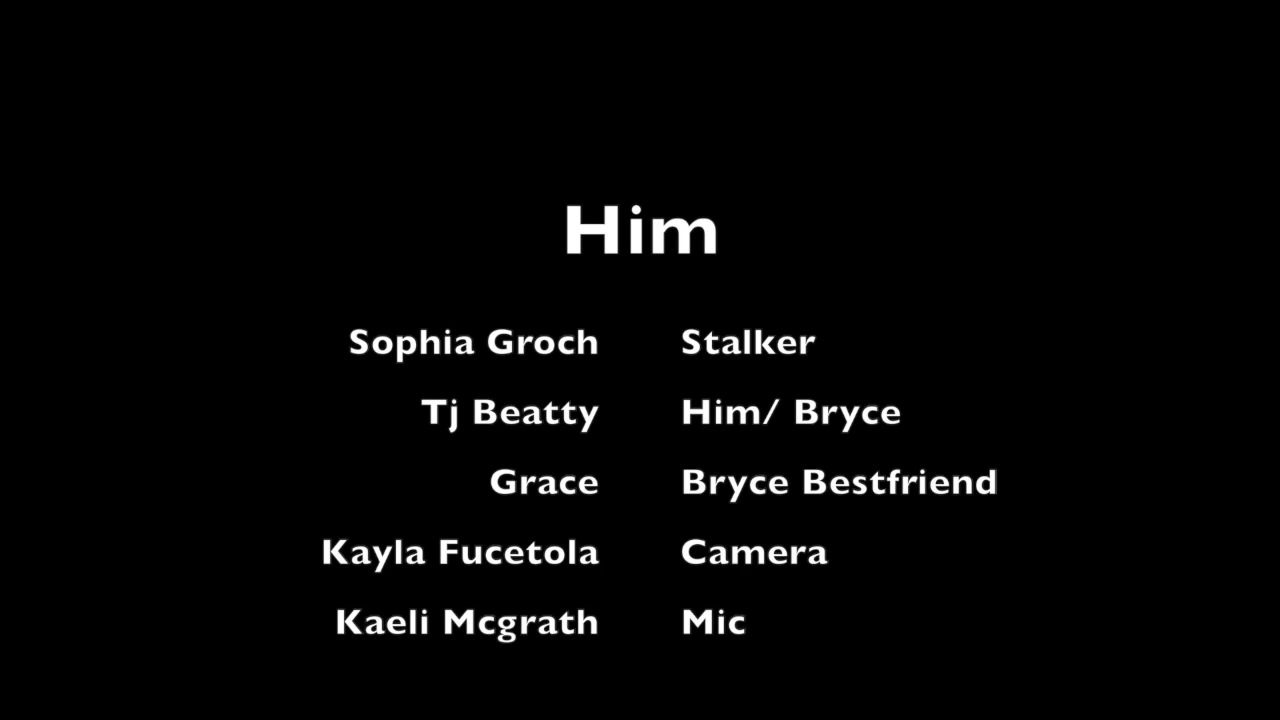 Him
Sophia Groch Stalker
Tj Beatty Him/ Bryce
Grace Bryce Bestfriend
Kayla Fucetola Camera
Kaeli Mcgrath Mic